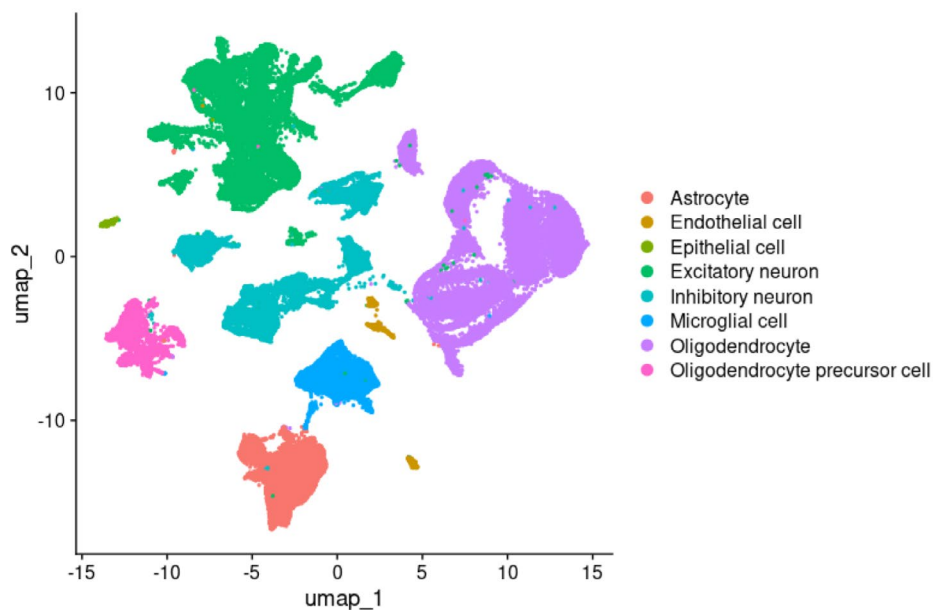 10
0
-10
umap_2
-15
-10
-5
0
5
10
15
umap_1
Astrocyte
Endothelial cell
Epithelial cell
Excitatory neuron
Inhibitory neuron
Microglial cell
Oligodendrocyte
Oligodendrocyte precursor cell